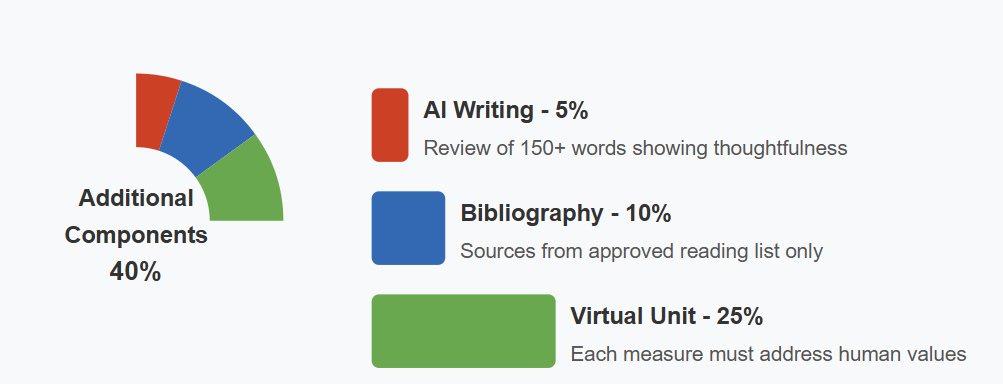 Additional
Components
40%
AI Writing - 5%
Review of 150+ words showing thoughtfulness
Bibliography - 10%
Sources from approved reading list only
Virtual Unit - 25%
Each measure must address human values